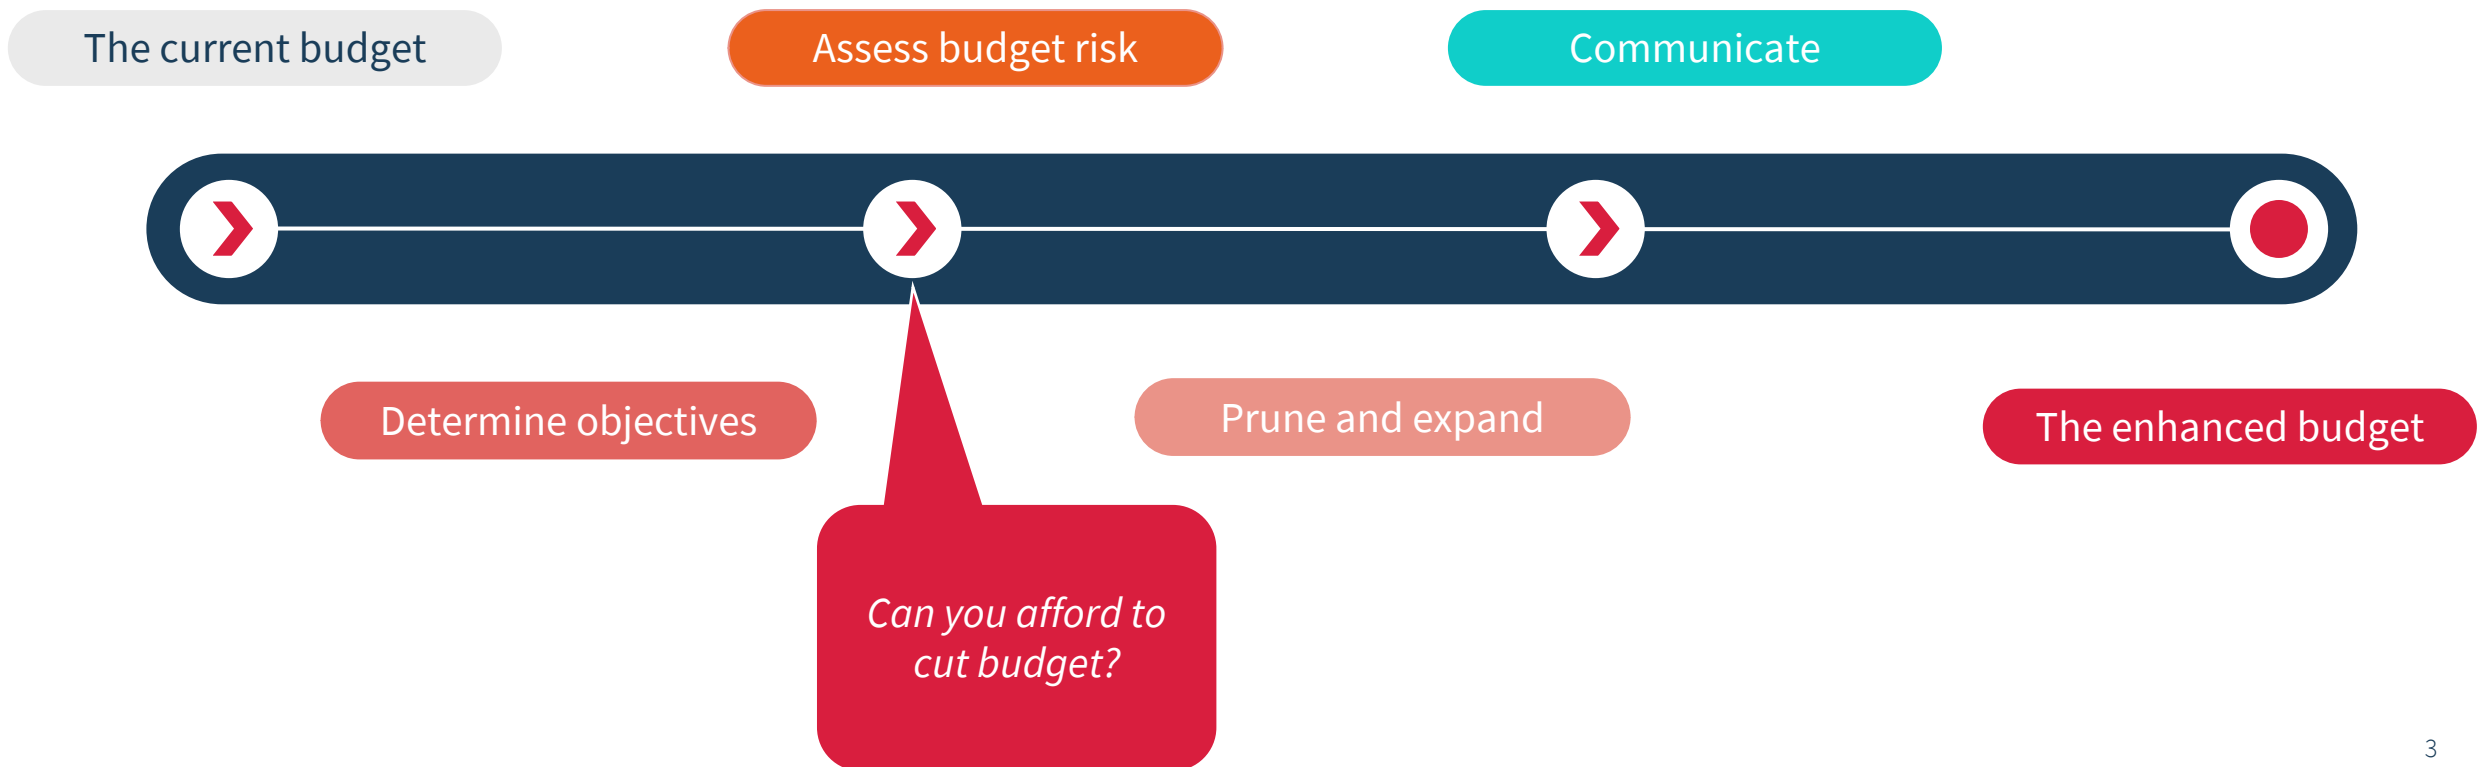 The current budget
Assess budget risk
Communicate
Determine objectives
Prune and expand
The enhanced budget
Can you afford to
cut budget?
3